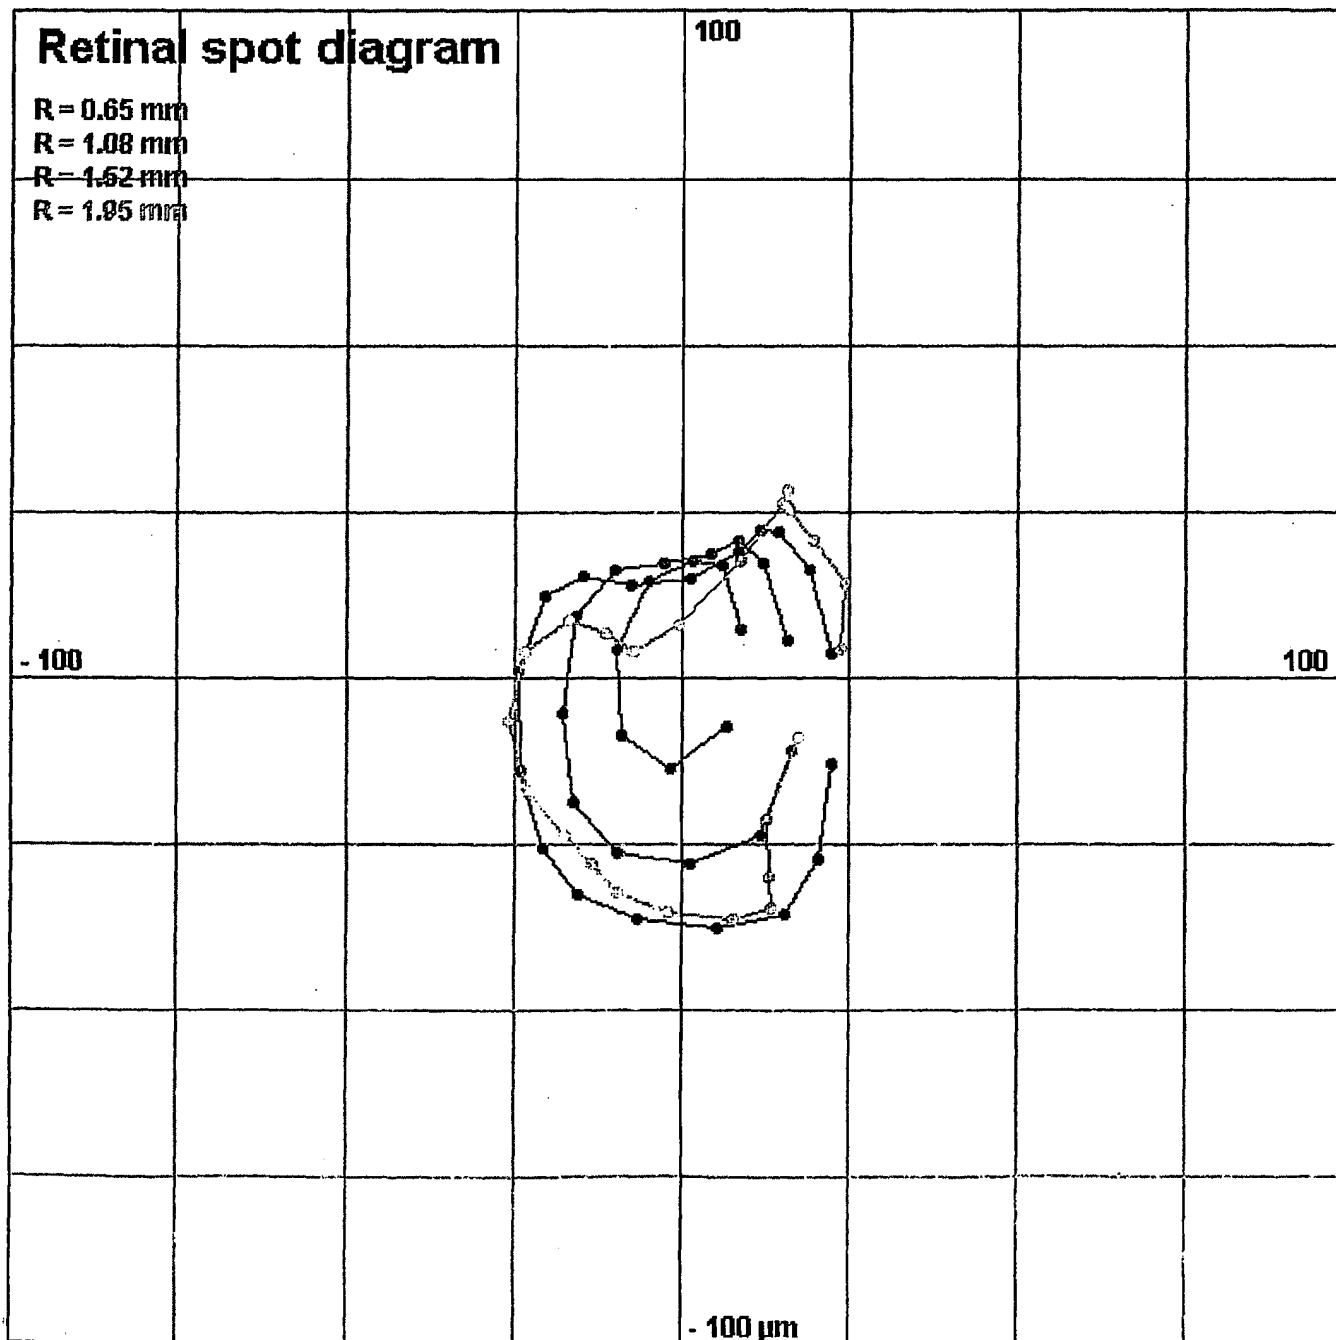 Retinal spot diagram
100
R = 0.65 mm
R = 1.08 mm
R = 1.52 mm
R = 1.95 mm
- 100
100
- 100 µm